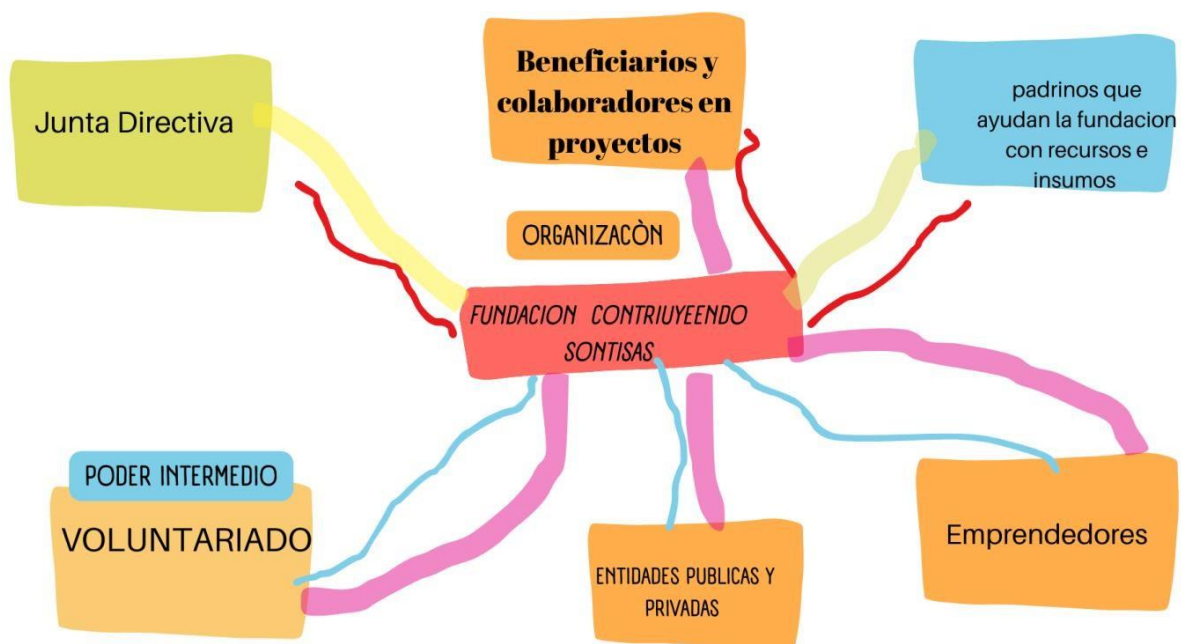 Junta Directiva
Beneficiarios y
colaboradores en
proyectos
padrinos que
ayudan la fundacion
con recursos e
insumos
ORGANIZACÒN
FUNDACION CONTRIUYEENDO
SONTISAS
PODER INTERMEDIO
VOLUNTARIADO
ENTIDADES PUBLICAS Y
PRIVADAS
Emprendedores